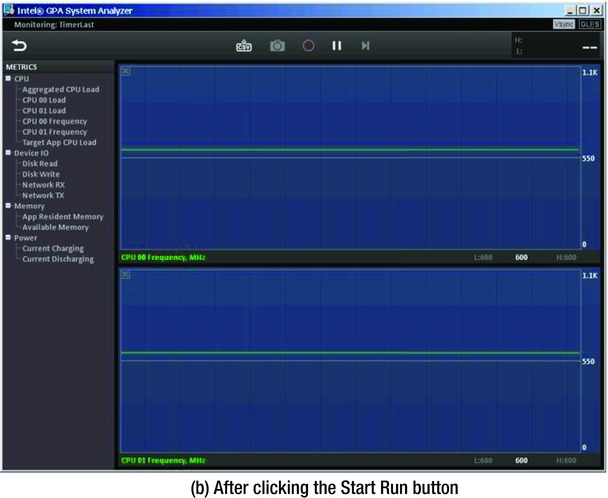 Intel® GPA System Analyzer
Monitoring: TimerLast
Vsync GLES
CSV
H:
L:
--
METRICS
CPU
Aggregated CPU Load
CPU 00 Load
CPU 01 Load
CPU 00 Frequency
CPU 01 Frequency
Target App CPU Load
Device IO
Disk Read
Disk Write
Network RX
Network TX
Memory
App Resident Memory
Available Memory
Power
Current Charging
Current Discharging
1.1K
550
0
CPU 00 Frequency, MHz L:600 600 H:600
1.1K
550
0
CPU 01 Frequency, MHz L:600 600 H:600
(b) After clicking the Start Run button